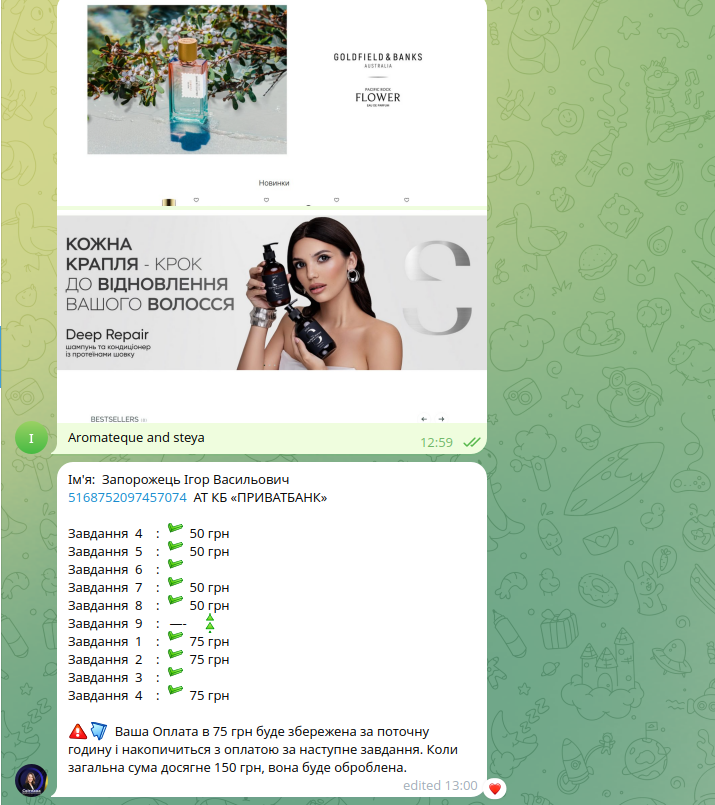 GOLDFIELD & BANKS
AUSTRALIA
PACIFIC ROCK
FLOWER
EAU DE PARFUM
Новинки
КОЖНА
КРАПЛЯ - КРОК
ДО ВІДНОВЛЕННЯ
ВАШОГО ВОЛОССЯ
Deep Repair
шампунь та кондиціонер
із протеїнами шовку
BESTSELLERS
I
Aromateque and steya
12:59
Ім'я: Запорожець Ігор Васильович
5168752097457074 АТ КБ «ПРИВАТБАНК»
Завдання 4 : 50 грн
Завдання 5 : 50 грн
Завдання 6 :
Завдання 7 : 50 грн
Завдання 8 : 50 грн
Завдання 9 : —-
Завдання 1 : 75 грн
Завдання 2 : 75 грн
Завдання 3 :
Завдання 4 : 75 грн
Ваша Оплата в 75 грн буде збережена за поточну
годину і накопичиться з оплатою за наступне завдання. Коли
загальна сума досягне 150 грн, вона буде оброблена.
edited 13:00